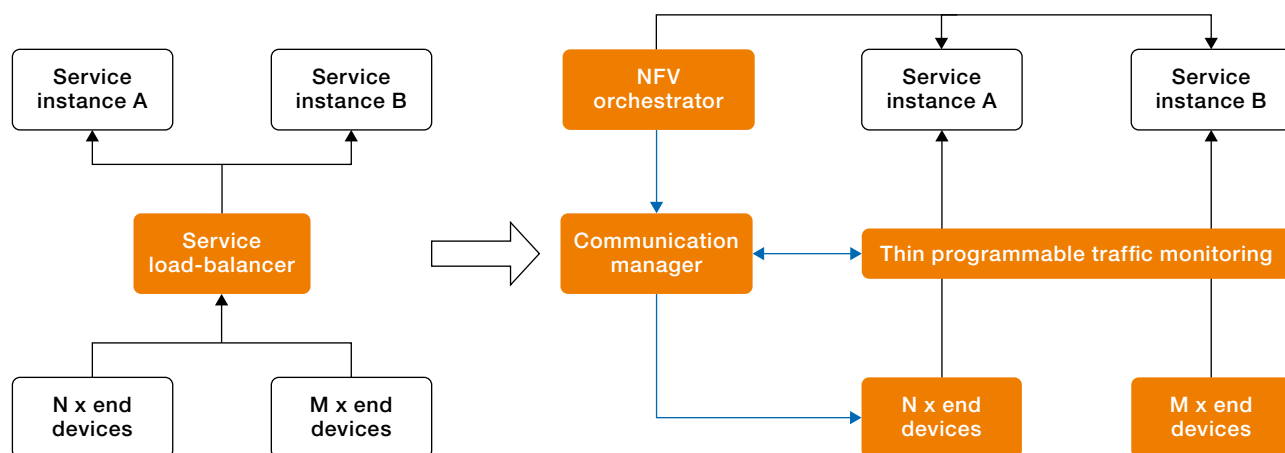 Service
instance A
Service
instance B
Service
load-balancer
N x end
devices
M x end
devices
NFV
orchestrator
Service
instance A
Service
instance B
Communication
manager
Thin programmable traffic monitoring
N x end
devices
M x end
devices